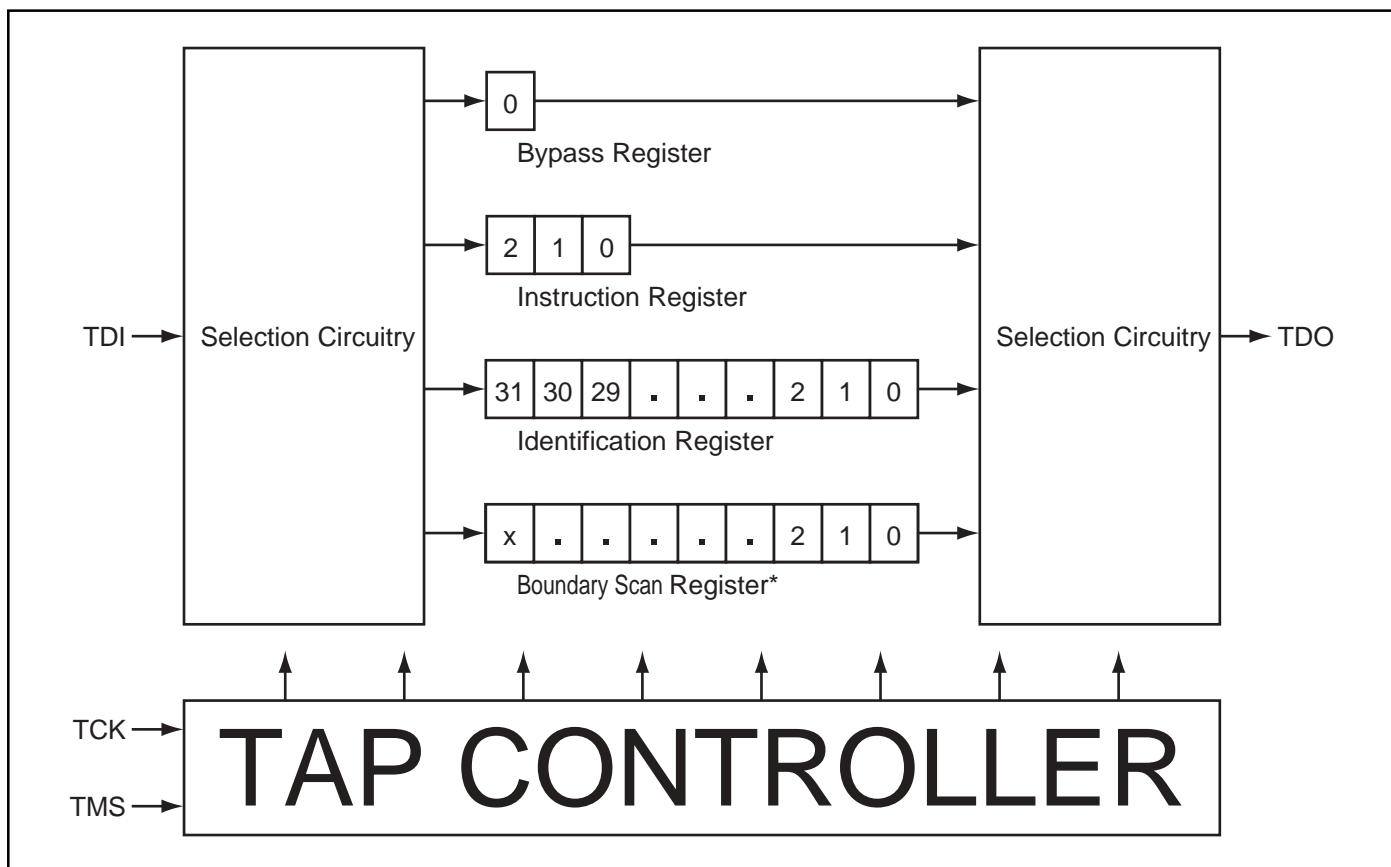 0
Bypass Register
2 1 0
Instruction Register
TDI
Selection Circuitry
Selection Circuitry
TDO
31 30 29 . . . 2 1 0
Identification Register
x . . . . . 2 1 0
Boundary Scan Register*
TCK
TAP CONTROLLER
TMS